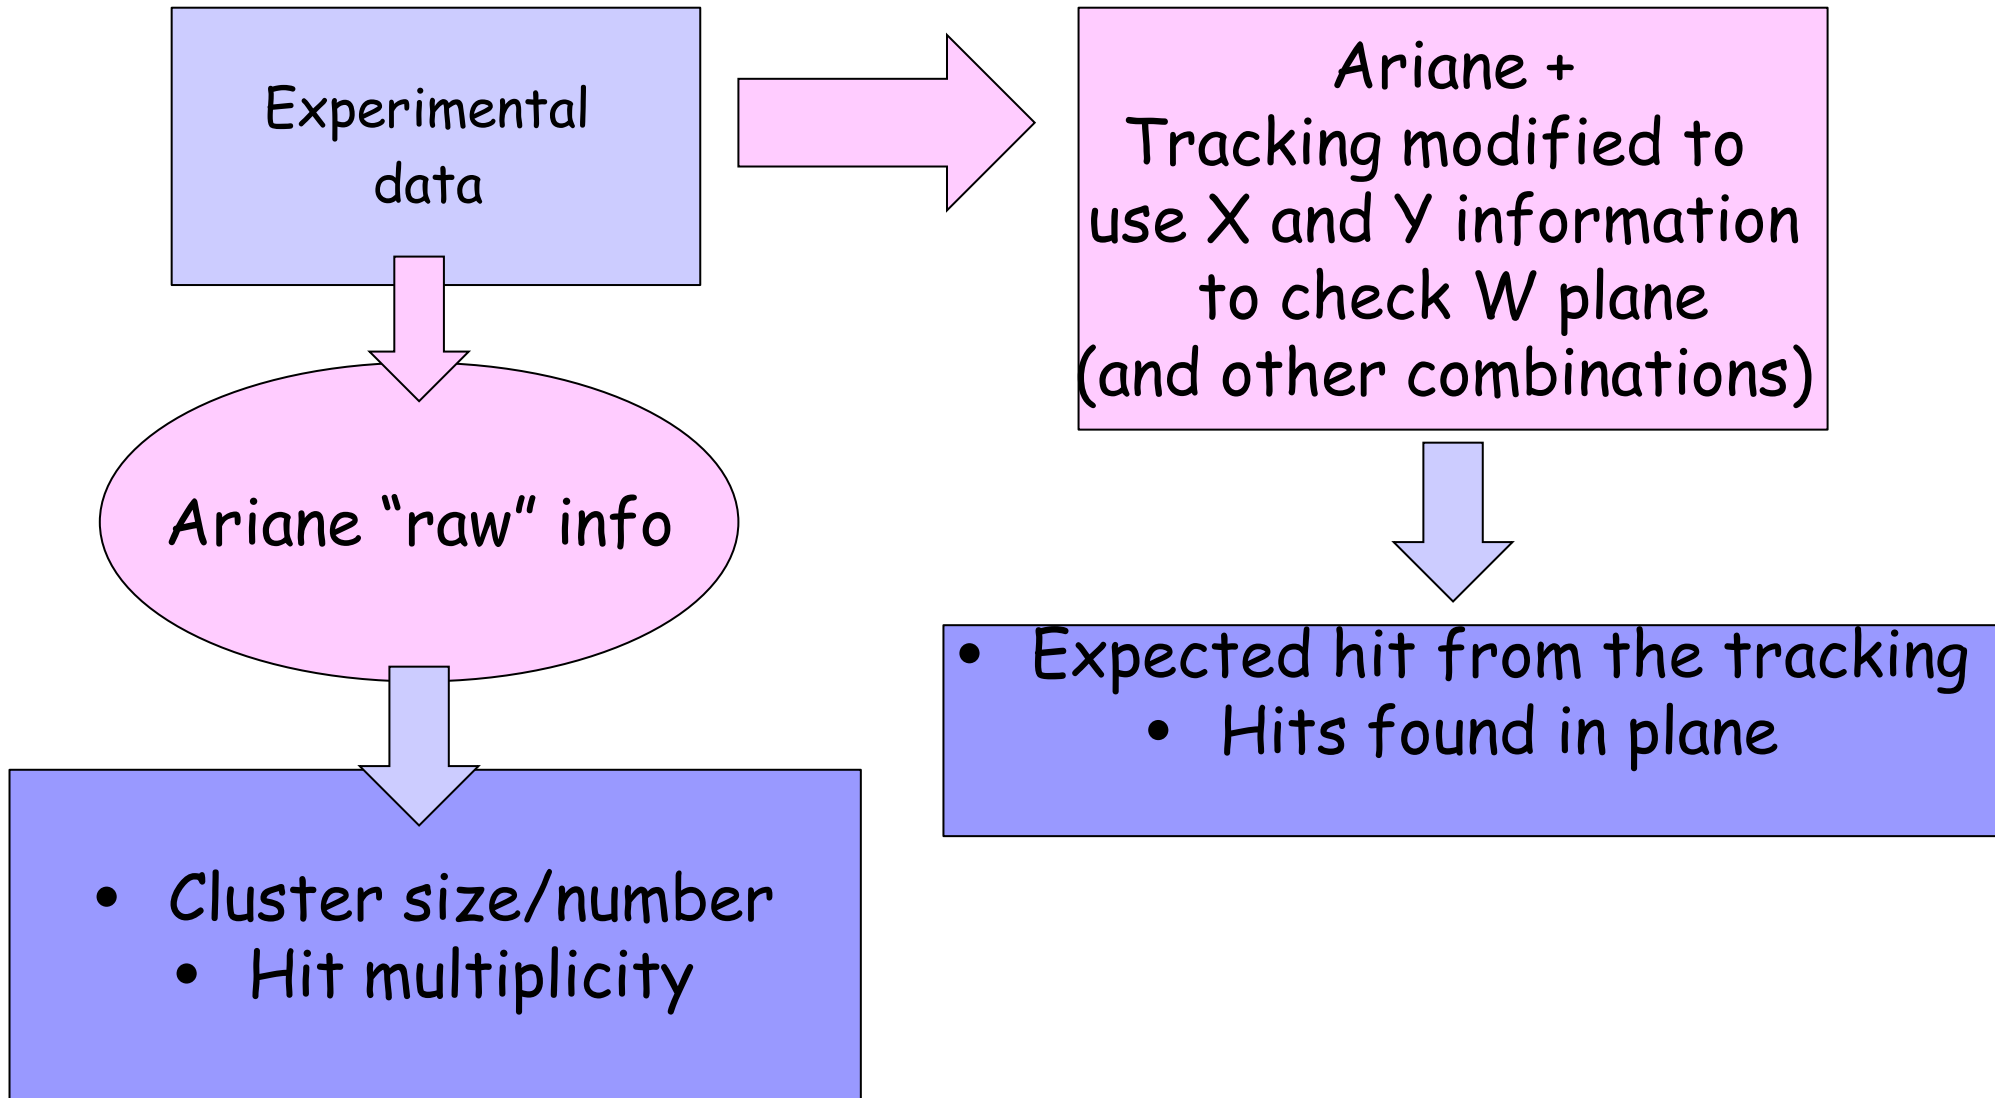 Experimental
data
Ariane “raw” info
• Cluster size/number
• Hit multiplicity
Ariane +
Tracking modified to
use X and Y information
to check W plane
(and other combinations)
• Expected hit from the tracking
• Hits found in plane